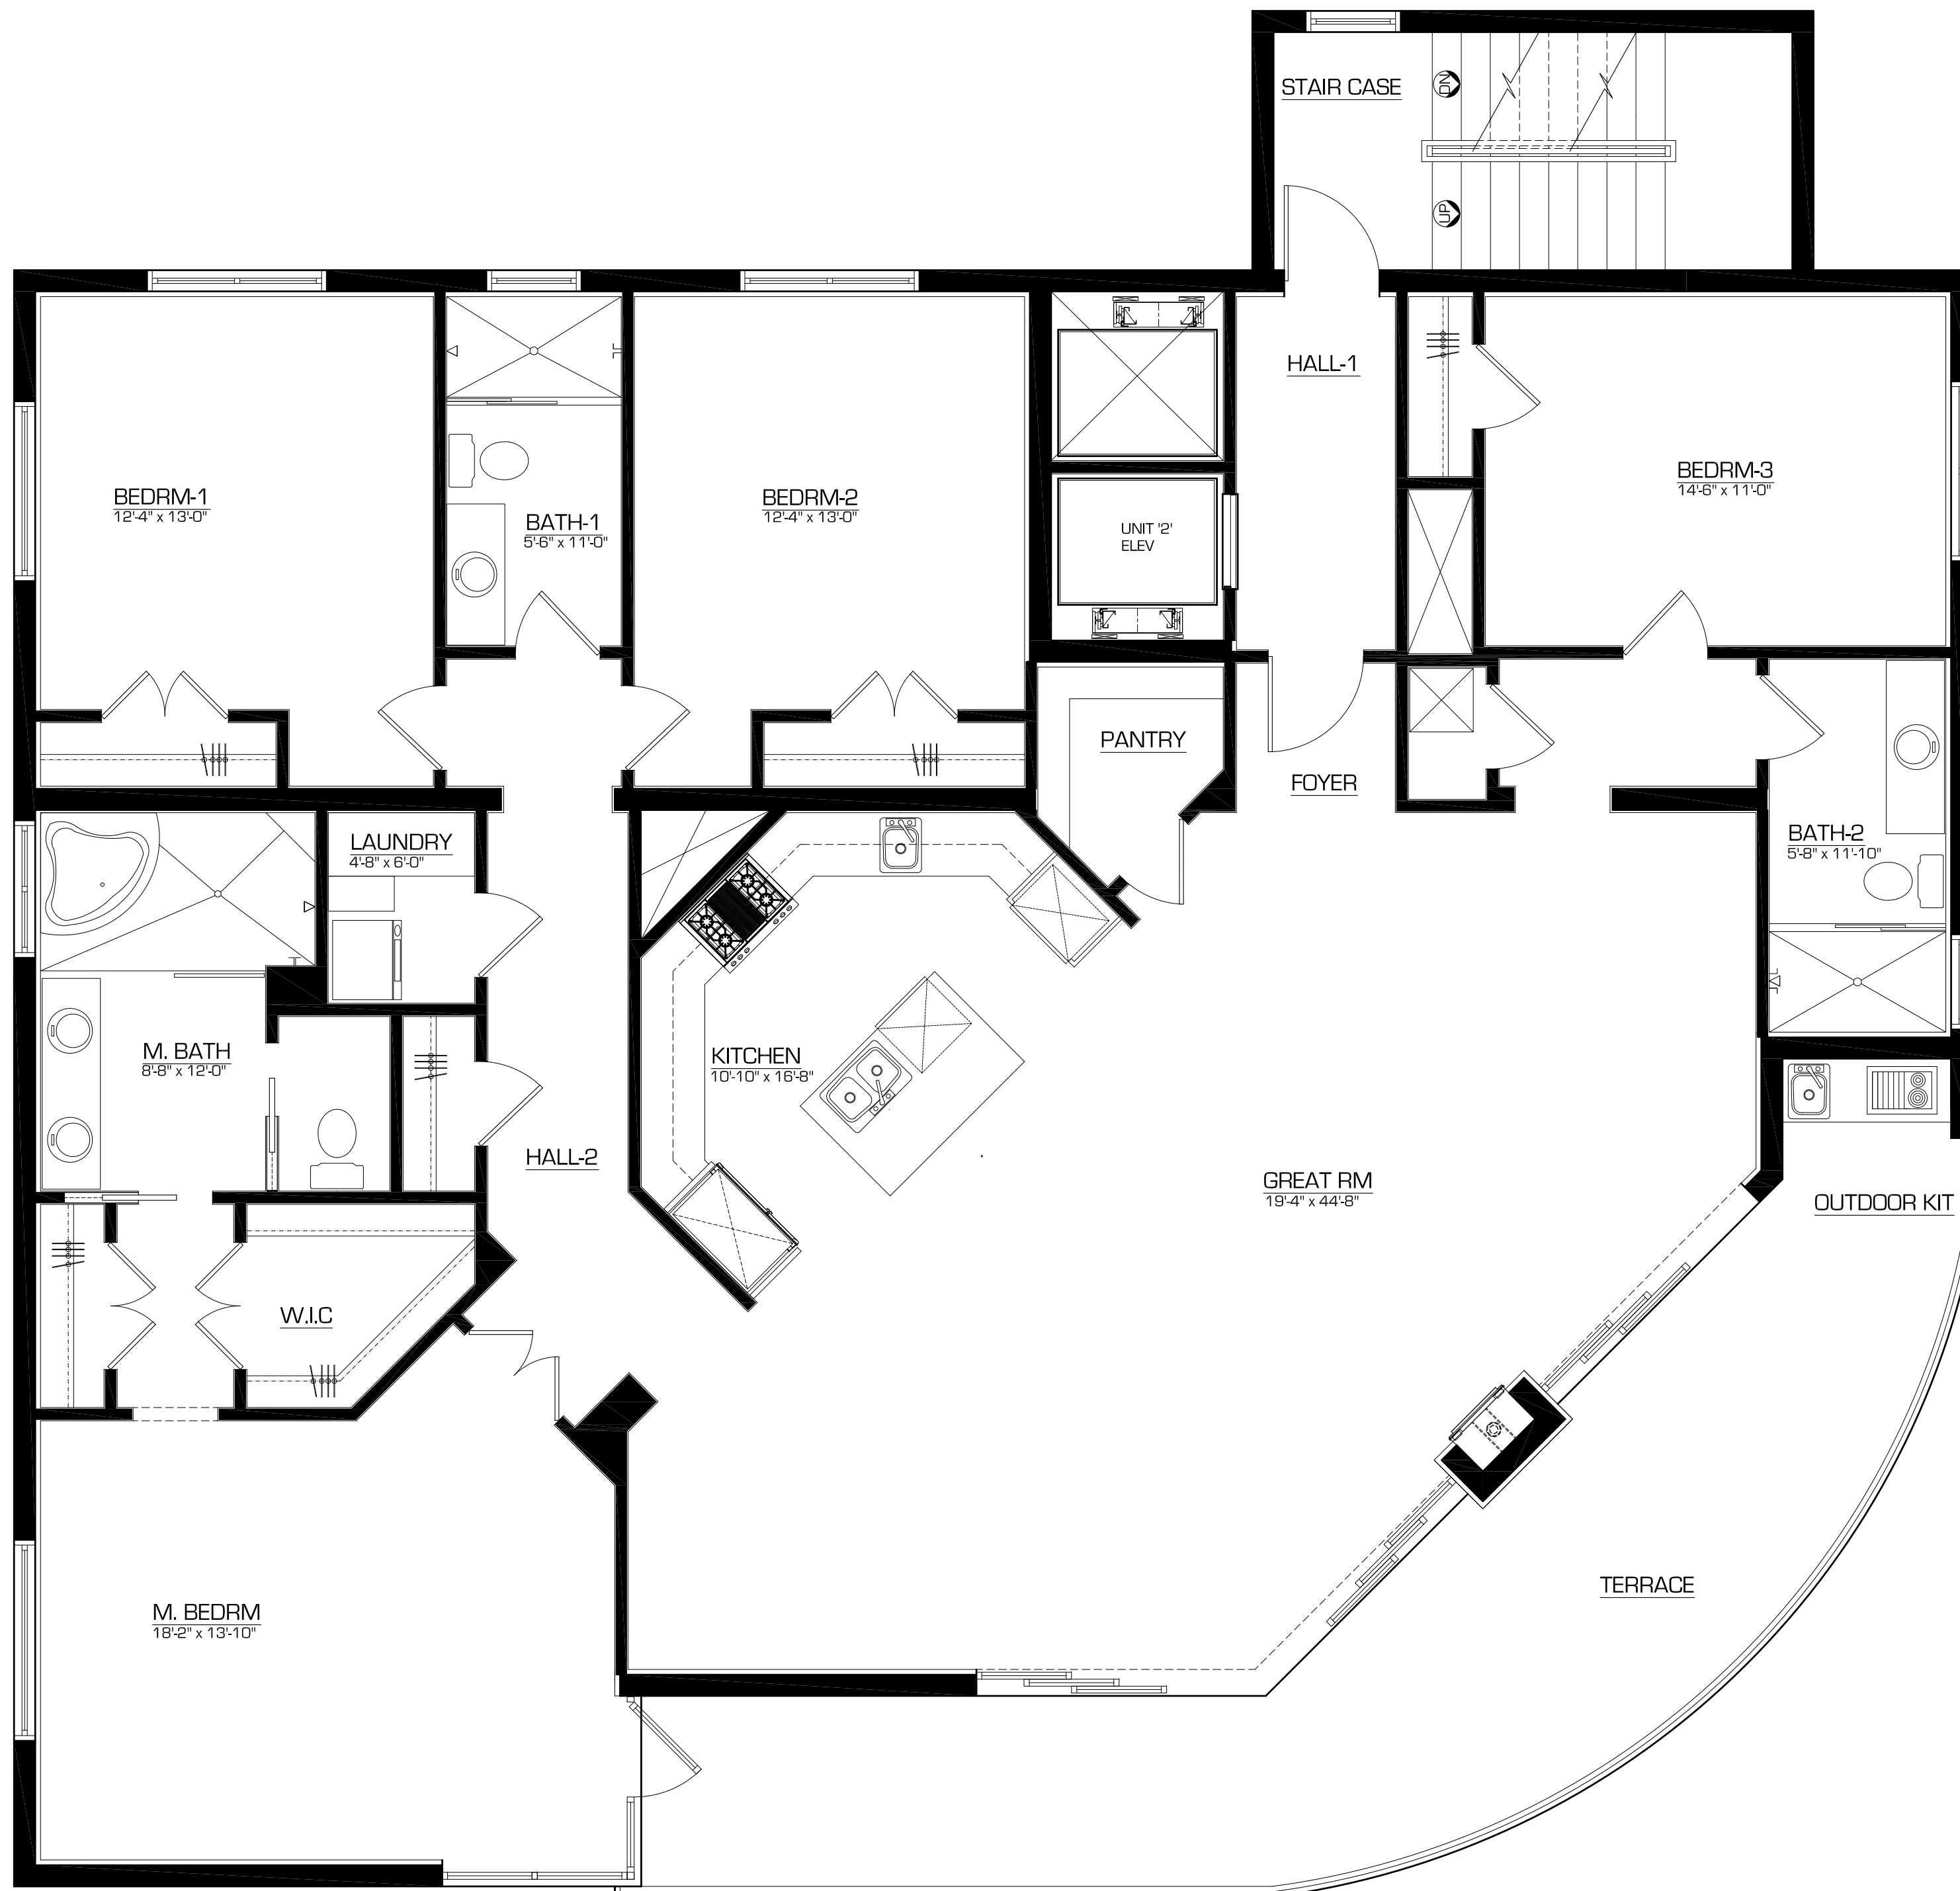 STAIR CASE
DN
UP
HALL-1
BEDRM-1
12'-4" x 13'-0"
BATH-1
5'-6" x 11'-0"
BEDRM-2
12'-4" x 13'-0"
UNIT '2'
ELEV
BEDRM-3
14'-6" x 11'-0"
PANTRY
FOYER
LAUNDRY
4'-8" x 6'-0"
BATH-2
5'-8" x 11'-10"
M. BATH
8'-8" x 12'-0"
KITCHEN
10'-10" x 16'-8"
HALL-2
GREAT RM
19'-4" x 44'-8"
OUTDOOR KIT
W.I.C
TERRACE
M. BEDRM
18'-2" x 13'-10"